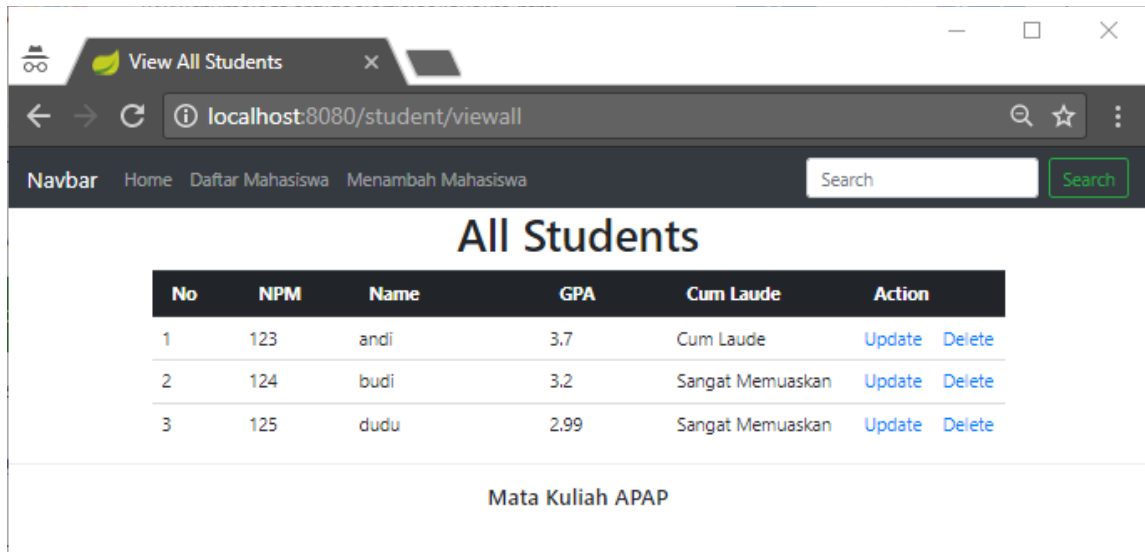 View All Students
localhost:8080/student/viewall
Navbar Home Daftar Mahasiswa Menambah Mahasiswa Search Search
All Students
No NPM Name GPA Cum Laude Action
1 123 andi 3.7 Cum Laude Update Delete
2 124 budi 3.2 Sangat Memuaskan Update Delete
3 125 dudu 2.99 Sangat Memuaskan Update Delete
Mata Kuliah APAP